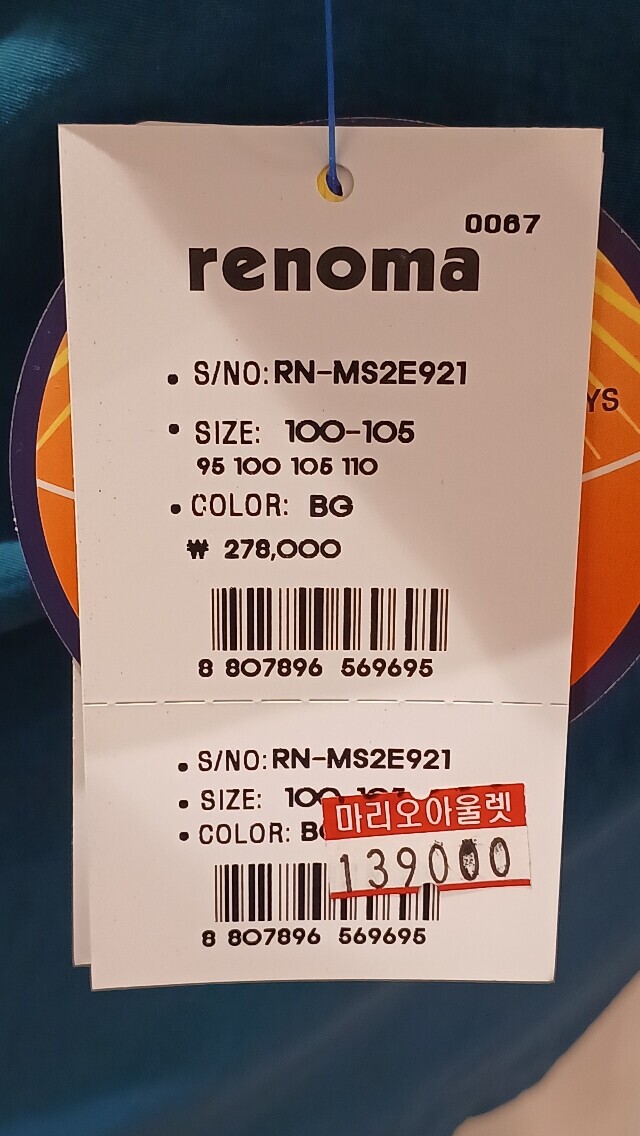 0067
renoma
• S/NO: RN-MS2E921
• SIZE: 100-105
95 100 105 110
• COLOR: BG
₩ 278,000
8 807896 569695
YS
• S/NO: RN-MS2E921
• SIZE:
• COLOR:
마리오아울렛
139000
8 807896 569695